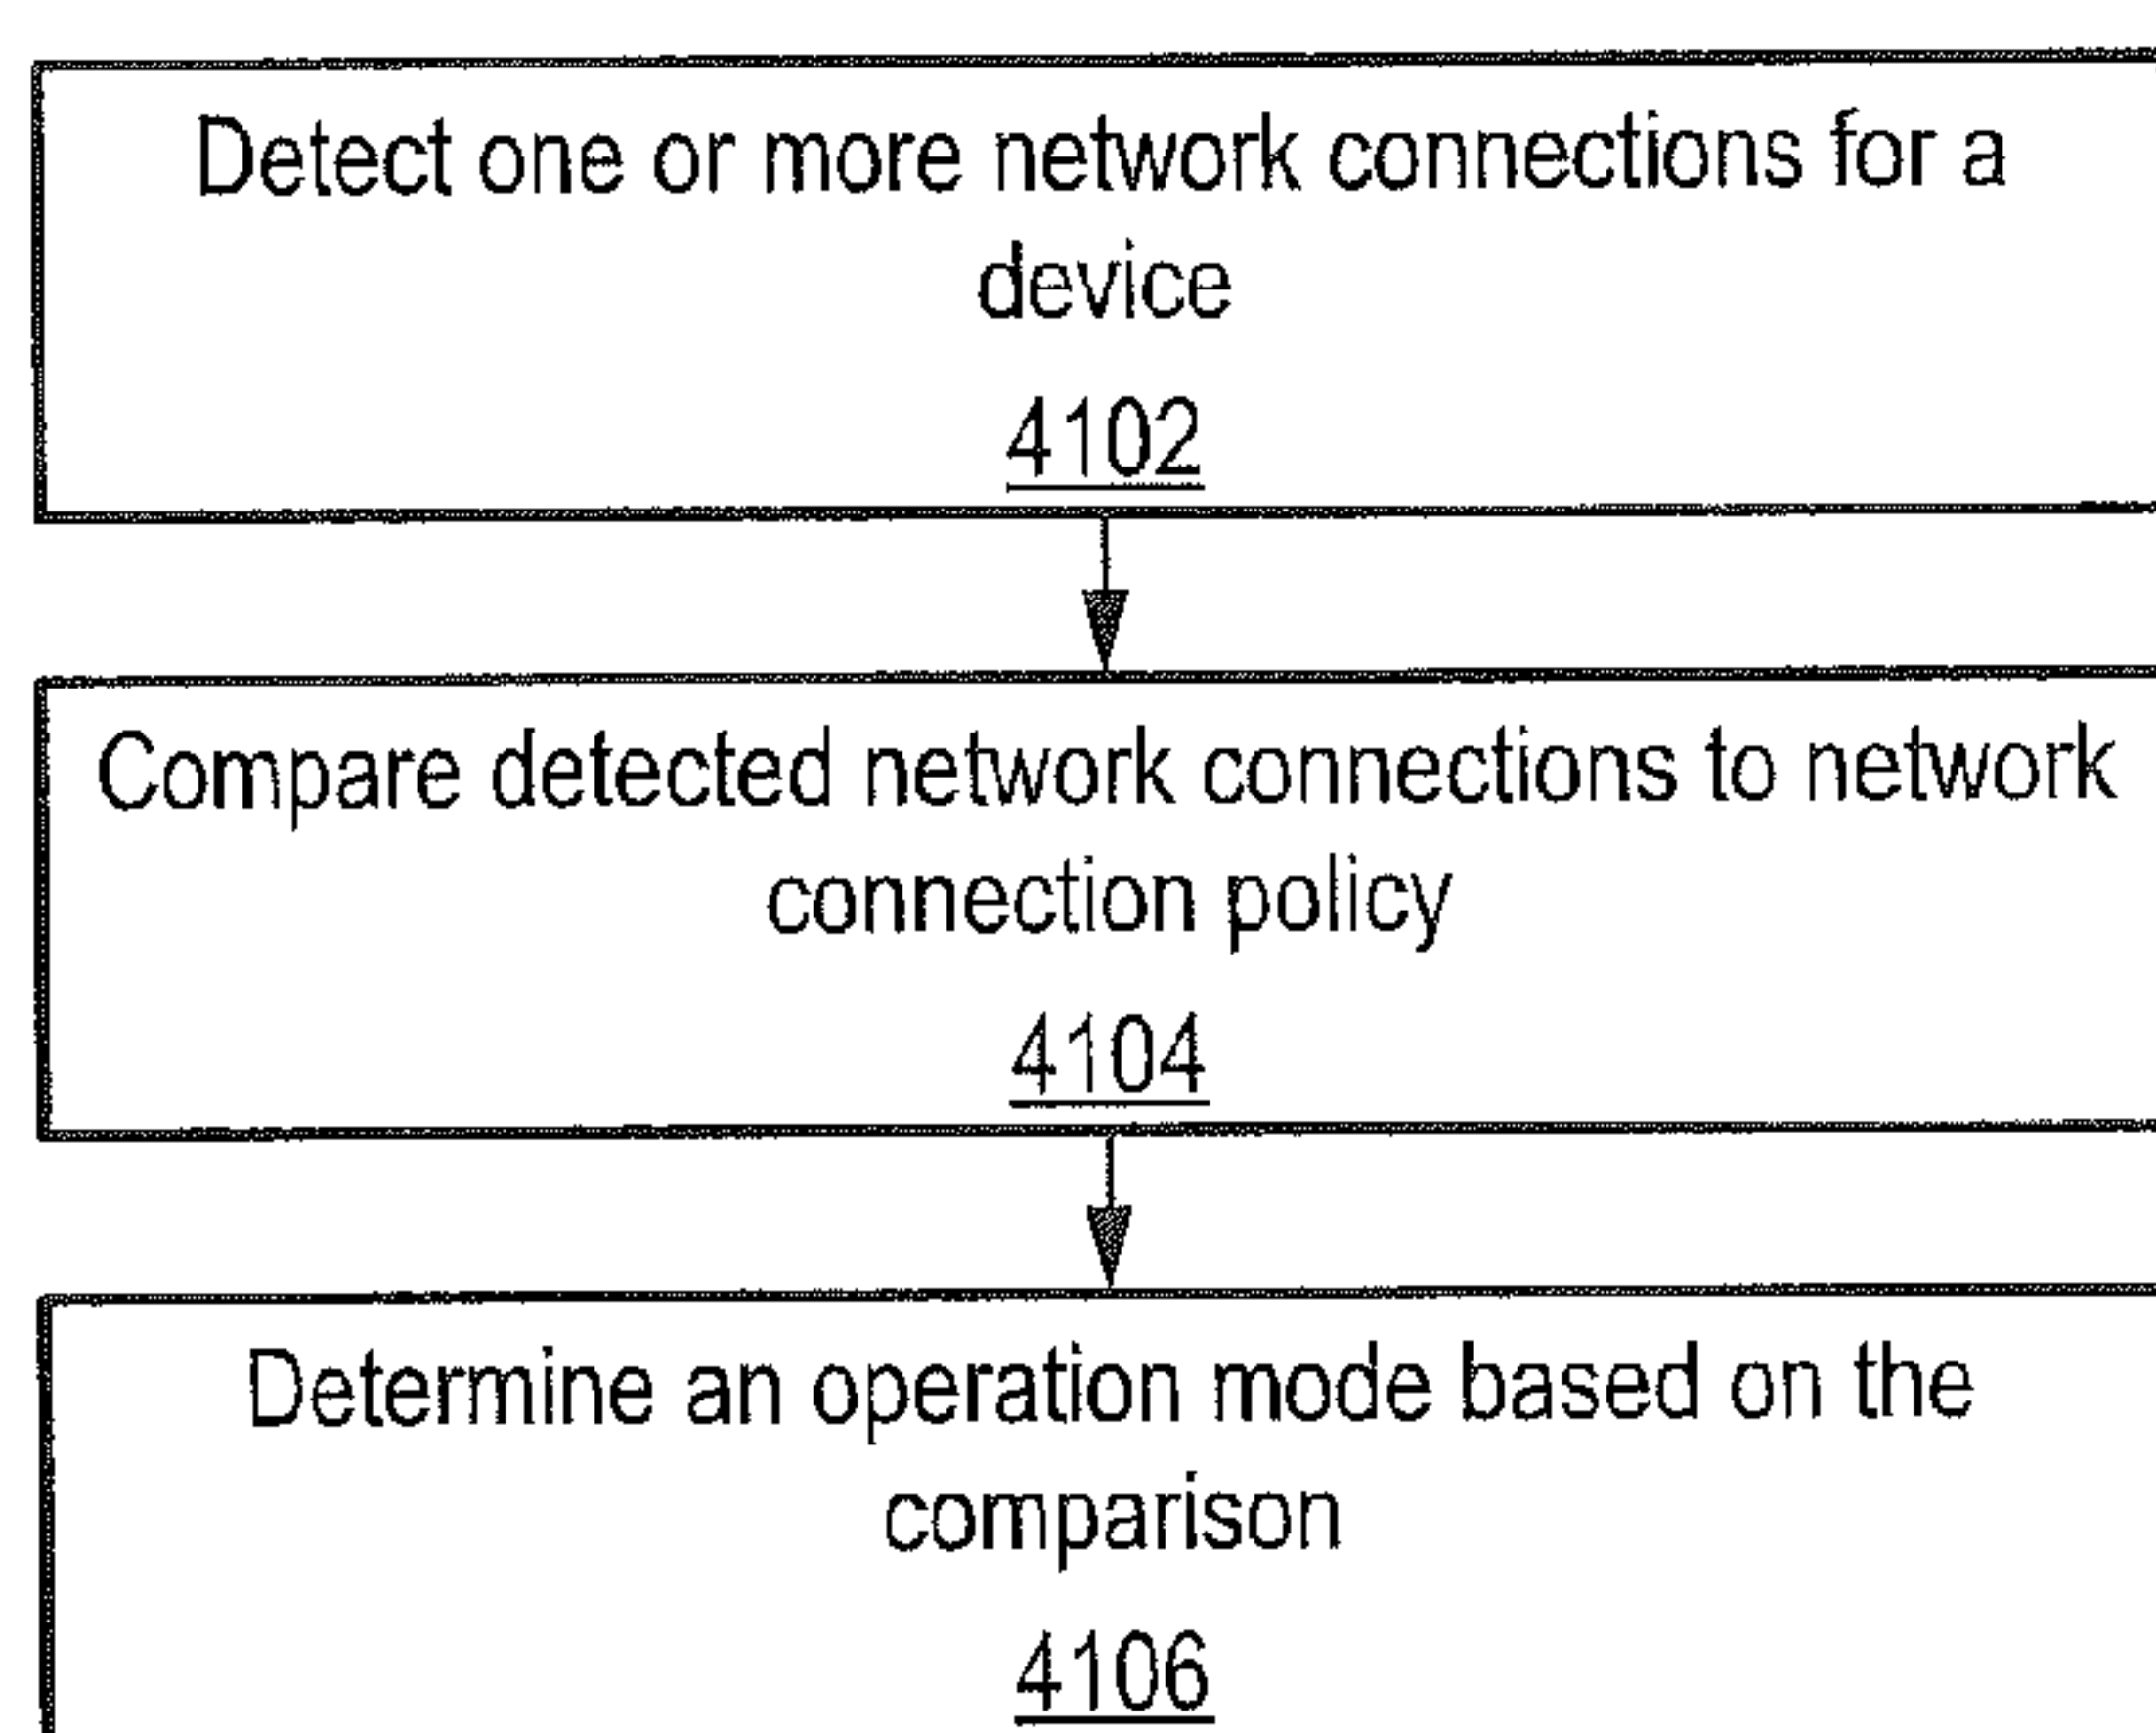 Detect one or more network connections for a
device
4102
Compare detected network connections to network
connection policy
4104
Determine an operation mode based on the
comparison
4106